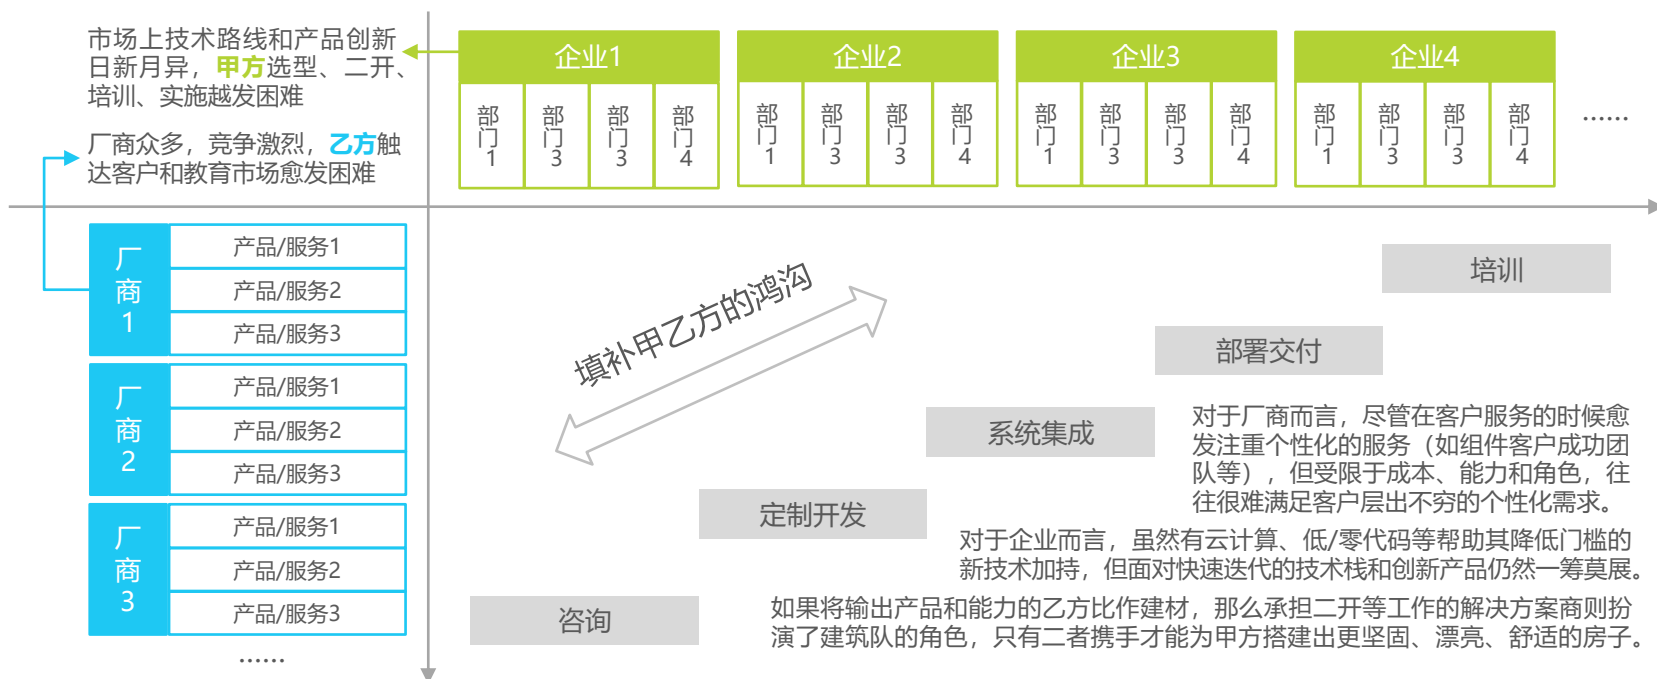 市场上技术路线和产品创新
日新月异，甲方选型、二开、
培训、实施越发困难
厂商众多，竞争激烈，乙方触
达客户和教育市场愈发困难
企业1
部门1
部门3
部门3
部门4
企业2
部门1
部门3
部门3
部门4
企业3
部门1
部门3
部门3
部门4
企业4
部门1
部门3
部门3
部门4
……
厂商1
产品/服务1
产品/服务2
产品/服务3
厂商2
产品/服务1
产品/服务2
产品/服务3
厂商3
产品/服务1
产品/服务2
产品/服务3
……
填补甲乙方的鸿沟
培训
部署交付
系统集成
定制开发
咨询
对于厂商而言，尽管在客户服务的时候愈
发注重个性化的服务（如组件客户成功团
队等），但受限于成本、能力和角色，往
往很难满足客户层出不穷的个性化需求。
对于企业而言，虽然有云计算、低/零代码等帮助其降低门槛的
新技术加持，但面对快速迭代的技术栈和创新产品仍然一筹莫展。
如果将输出产品和能力的乙方比作建材，那么承担二开等工作的解决方案商则扮
演了建筑队的角色，只有二者携手才能为甲方搭建出更坚固、漂亮、舒适的房子。